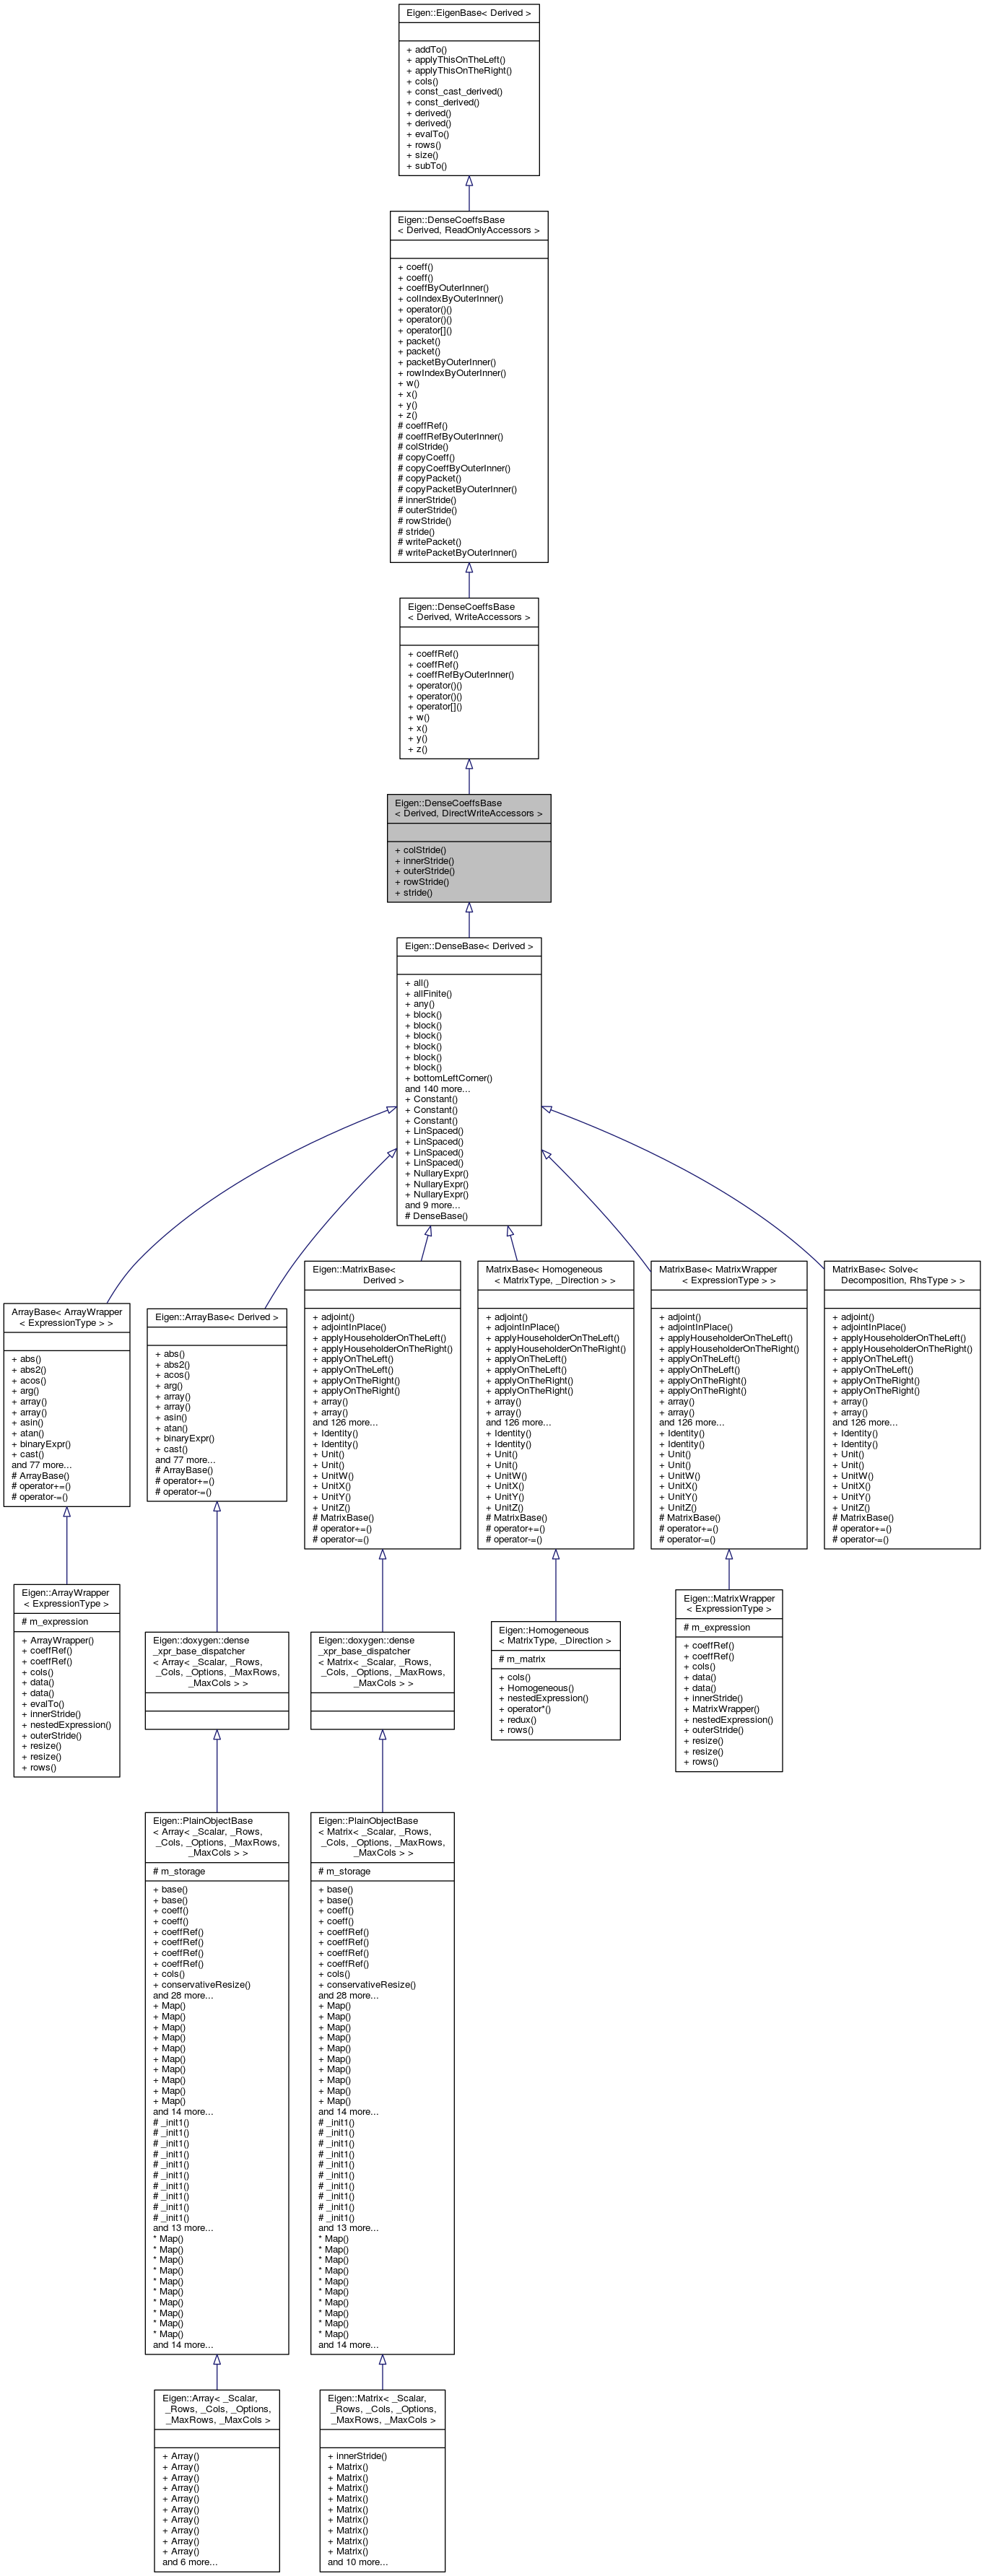 Eigen::EigenBase< Derived >
+ addTo()
+ applyThisOnTheLeft()
+ applyThisOnTheRight()
+ cols()
+ const_cast_derived()
+ const_derived()
+ derived()
+ derived()
+ evalTo()
+ rows()
+ size()
+ subTo()
Eigen::DenseCoeffsBase
< Derived, ReadOnlyAccessors >
+ coeff()
+ coeff()
+ coeffByOuterInner()
+ colIndexByOuterInner()
+ operator()()
+ operator()()
+ operator[]()
+ packet()
+ packet()
+ packetByOuterInner()
+ rowIndexByOuterInner()
+ w()
+ x()
+ y()
+ z()
# coeffRef()
# coeffRefByOuterInner()
# colStride()
# copyCoeff()
# copyCoeffByOuterInner()
# copyPacket()
# copyPacketByOuterInner()
# innerStride()
# outerStride()
# rowStride()
# stride()
# writePacket()
# writePacketByOuterInner()
Eigen::DenseCoeffsBase
< Derived, WriteAccessors >
+ coeffRef()
+ coeffRef()
+ coeffRefByOuterInner()
+ operator()()
+ operator()()
+ operator[]()
+ w()
+ x()
+ y()
+ z()
Eigen::DenseCoeffsBase
< Derived, DirectWriteAccessors >
+ colStride()
+ innerStride()
+ outerStride()
+ rowStride()
+ stride()
Eigen::DenseBase< Derived >
+ all()
+ allFinite()
+ any()
+ block()
+ block()
+ block()
+ block()
+ block()
+ block()
+ bottomLeftCorner()
and 140 more...
+ Constant()
+ Constant()
+ Constant()
+ LinSpaced()
+ LinSpaced()
+ LinSpaced()
+ LinSpaced()
+ NullaryExpr()
+ NullaryExpr()
+ NullaryExpr()
and 9 more...
# DenseBase()
ArrayBase< ArrayWrapper
< ExpressionType > >
+ abs()
+ abs2()
+ acos()
+ arg()
+ array()
+ array()
+ asin()
+ atan()
+ binaryExpr()
+ cast()
and 77 more...
# ArrayBase()
# operator+=()
# operator-=()
Eigen::ArrayBase< Derived >
+ abs()
+ abs2()
+ acos()
+ arg()
+ array()
+ array()
+ asin()
+ atan()
+ binaryExpr()
+ cast()
and 77 more...
# ArrayBase()
# operator+=()
# operator-=()
Eigen::MatrixBase<
Derived >
+ adjoint()
+ adjointInPlace()
+ applyHouseholderOnTheLeft()
+ applyHouseholderOnTheRight()
+ applyOnTheLeft()
+ applyOnTheLeft()
+ applyOnTheRight()
+ applyOnTheRight()
+ array()
+ array()
and 126 more...
+ Identity()
+ Identity()
+ Unit()
+ Unit()
+ UnitW()
+ UnitX()
+ UnitY()
+ UnitZ()
# MatrixBase()
# operator+=()
# operator-=()
MatrixBase< Homogeneous
< MatrixType, _Direction > >
+ adjoint()
+ adjointInPlace()
+ applyHouseholderOnTheLeft()
+ applyHouseholderOnTheRight()
+ applyOnTheLeft()
+ applyOnTheLeft()
+ applyOnTheRight()
+ applyOnTheRight()
+ array()
+ array()
and 126 more...
+ Identity()
+ Identity()
+ Unit()
+ Unit()
+ UnitW()
+ UnitX()
+ UnitY()
+ UnitZ()
# MatrixBase()
# operator+=()
# operator-=()
MatrixBase< MatrixWrapper
< ExpressionType > >
+ adjoint()
+ adjointInPlace()
+ applyHouseholderOnTheLeft()
+ applyHouseholderOnTheRight()
+ applyOnTheLeft()
+ applyOnTheLeft()
+ applyOnTheRight()
+ applyOnTheRight()
+ array()
+ array()
and 126 more...
+ Identity()
+ Identity()
+ Unit()
+ Unit()
+ UnitW()
+ UnitX()
+ UnitY()
+ UnitZ()
# MatrixBase()
# operator+=()
# operator-=()
MatrixBase< Solve<
Decomposition, RhsType > >
+ adjoint()
+ adjointInPlace()
+ applyHouseholderOnTheLeft()
+ applyHouseholderOnTheRight()
+ applyOnTheLeft()
+ applyOnTheLeft()
+ applyOnTheRight()
+ applyOnTheRight()
+ array()
+ array()
and 126 more...
+ Identity()
+ Identity()
+ Unit()
+ Unit()
+ UnitW()
+ UnitX()
+ UnitY()
+ UnitZ()
# MatrixBase()
# operator+=()
# operator-=()
Eigen::ArrayWrapper
< ExpressionType >
# m_expression
+ ArrayWrapper()
+ coeffRef()
+ coeffRef()
+ cols()
+ data()
+ data()
+ evalTo()
+ innerStride()
+ nestedExpression()
+ outerStride()
+ resize()
+ resize()
+ rows()
Eigen::doxygen::dense
_xpr_base_dispatcher
< Array< _Scalar, _Rows,
_Cols, _Options, _MaxRows,
_MaxCols > >
Eigen::doxygen::dense
_xpr_base_dispatcher
< Matrix< _Scalar, _Rows,
_Cols, _Options, _MaxRows,
_MaxCols > >
Eigen::Homogeneous
< MatrixType, _Direction >
# m_matrix
+ cols()
+ Homogeneous()
+ nestedExpression()
+ operator*()
+ redux()
+ rows()
Eigen::MatrixWrapper
< ExpressionType >
# m_expression
+ coeffRef()
+ coeffRef()
+ cols()
+ data()
+ data()
+ innerStride()
+ MatrixWrapper()
+ nestedExpression()
+ outerStride()
+ resize()
+ resize()
+ rows()
Eigen::PlainObjectBase
< Array< _Scalar, _Rows,
_Cols, _Options, _MaxRows,
_MaxCols > >
# m_storage
+ base()
+ base()
+ coeff()
+ coeff()
+ coeffRef()
+ coeffRef()
+ coeffRef()
+ coeffRef()
+ cols()
+ conservativeResize()
and 28 more...
+ Map()
+ Map()
+ Map()
+ Map()
+ Map()
+ Map()
+ Map()
+ Map()
+ Map()
+ Map()
and 14 more...
# _init1()
# _init1()
# _init1()
# _init1()
# _init1()
# _init1()
# _init1()
# _init1()
# _init1()
# _init1()
and 13 more...
* Map()
* Map()
* Map()
* Map()
* Map()
* Map()
* Map()
* Map()
* Map()
* Map()
and 14 more...
Eigen::PlainObjectBase
< Matrix< _Scalar, _Rows,
_Cols, _Options, _MaxRows,
_MaxCols > >
# m_storage
+ base()
+ base()
+ coeff()
+ coeff()
+ coeffRef()
+ coeffRef()
+ coeffRef()
+ coeffRef()
+ cols()
+ conservativeResize()
and 28 more...
+ Map()
+ Map()
+ Map()
+ Map()
+ Map()
+ Map()
+ Map()
+ Map()
+ Map()
+ Map()
and 14 more...
# _init1()
# _init1()
# _init1()
# _init1()
# _init1()
# _init1()
# _init1()
# _init1()
# _init1()
# _init1()
and 13 more...
* Map()
* Map()
* Map()
* Map()
* Map()
* Map()
* Map()
* Map()
* Map()
* Map()
and 14 more...
Eigen::Array< _Scalar,
_Rows, _Cols, _Options,
_MaxRows, _MaxCols >
+ Array()
+ Array()
+ Array()
+ Array()
+ Array()
+ Array()
+ Array()
+ Array()
+ Array()
+ Array()
and 6 more...
Eigen::Matrix< _Scalar,
_Rows, _Cols, _Options,
_MaxRows, _MaxCols >
+ innerStride()
+ Matrix()
+ Matrix()
+ Matrix()
+ Matrix()
+ Matrix()
+ Matrix()
+ Matrix()
+ Matrix()
+ Matrix()
and 10 more...